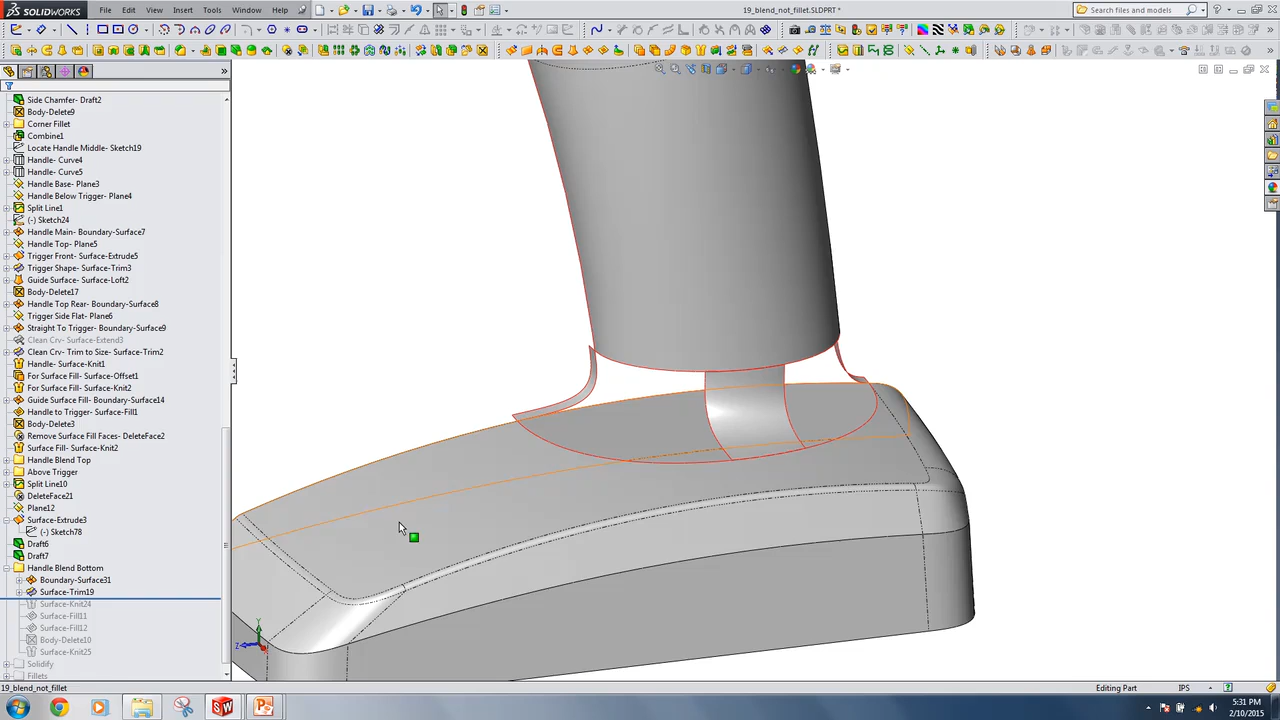 SOLIDWORKS
File Edit View Insert Tools Window Help
19_blend_not_fillet.SLDPRT *
Search files and models
Side Chamfer- Draft2
Body-Delete9
Corner Fillet
Combine1
Locate Handle Middle- Sketch19
Handle- Curve4
Handle- Curve5
Handle Base- Plane3
Handle Below Trigger- Plane4
Split Line1
(-) Sketch24
Handle Main- Boundary-Surface7
Handle Top- Plane5
Trigger Front- Surface-Extrude5
Trigger Shape- Surface-Trim3
Guide Surface- Surface-Loft2
Body-Delete17
Handle Top Rear- Boundary-Surface8
Trigger Side Flat- Plane6
Straight To Trigger- Boundary-Surface9
Clean Crv- Surface-Extend3
Clean Crv- Trim to Size- Surface-Trim2
Handle- Surface-Knit1
For Surface Fill- Surface-Offset1
For Surface Fill- Surface-Knit2
Guide Surface Fill- Boundary-Surface14
Handle to Trigger- Surface-Fill1
Body-Delete3
Remove Surface Fill Faces- DeleteFace2
Surface Fill- Surface-Knit2
Handle Blend Top
Above Trigger
Split Line10
DeleteFace21
Plane12
Surface-Extrude3
(-) Sketch78
Draft6
Draft7
Handle Blend Bottom
Boundary-Surface31
Surface-Trim19
Surface-Knit24
Surface-Fill11
Surface-Fill12
Body-Delete10
Surface-Knit25
Solidify
Fillets
Y
Z
19_blend_not_fillet
Editing Part
IPS
5:31 PM
2/10/2015